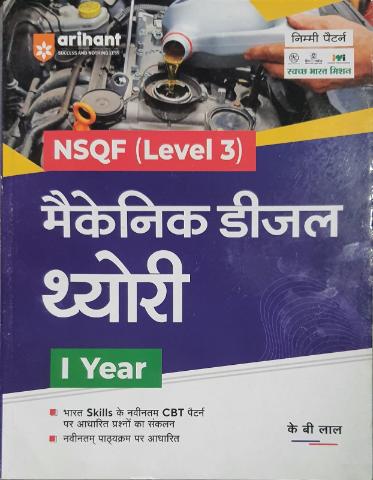 arihant
SUCCESS AND NOTHING LESS
निम्मी पैटर्न
स्वच्छ भारत मिशन
NSQF (Level 3)
मैकेनिक डीजल
थ्योरी
I Year
भारत Skills के नवीनतम CBT पैटर्न
पर आधारित प्रश्नों का संकलन
नवीनतम् पाठ्यक्रम पर आधारित
के बी लाल